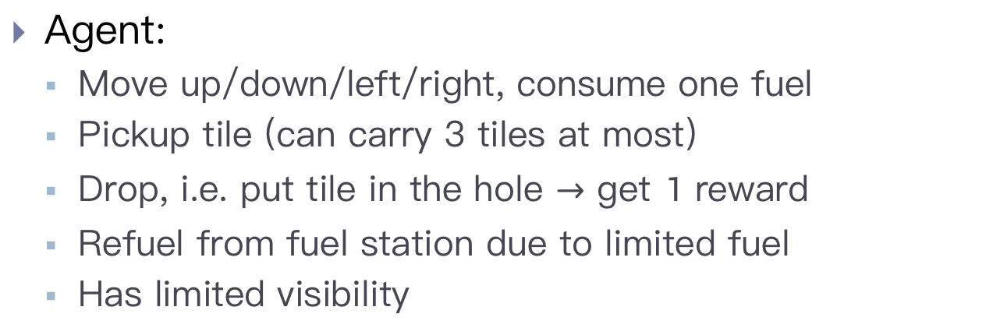 Agent:
Move up/down/left/right, consume one fuel
Pickup tile (can carry 3 tiles at most)
Drop, i.e. put tile in the hole → get 1 reward
Refuel from fuel station due to limited fuel
Has limited visibility